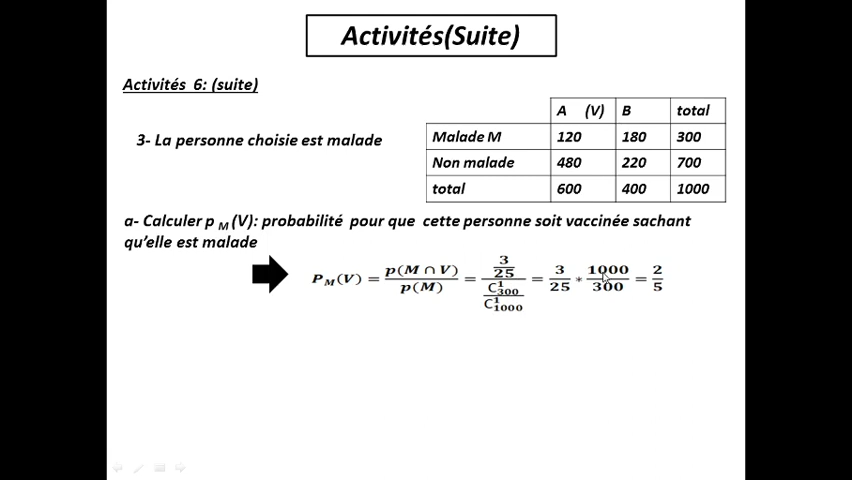 Activités(Suite)
Activités 6: (suite)
A (V) B total
3- La personne choisie est malade
Malade M 120 180 300
Non malade 480 220 700
total 600 400 1000
a- Calculer p M (V): probabilité pour que cette personne soit vaccinée sachant
qu'elle est malade
P_M(V) = p(M ∩ V) / p(M) = (3/25) / (C¹₃₀₀ / C¹₁₀₀₀) = 3/25 * 1000/300 = 2/5